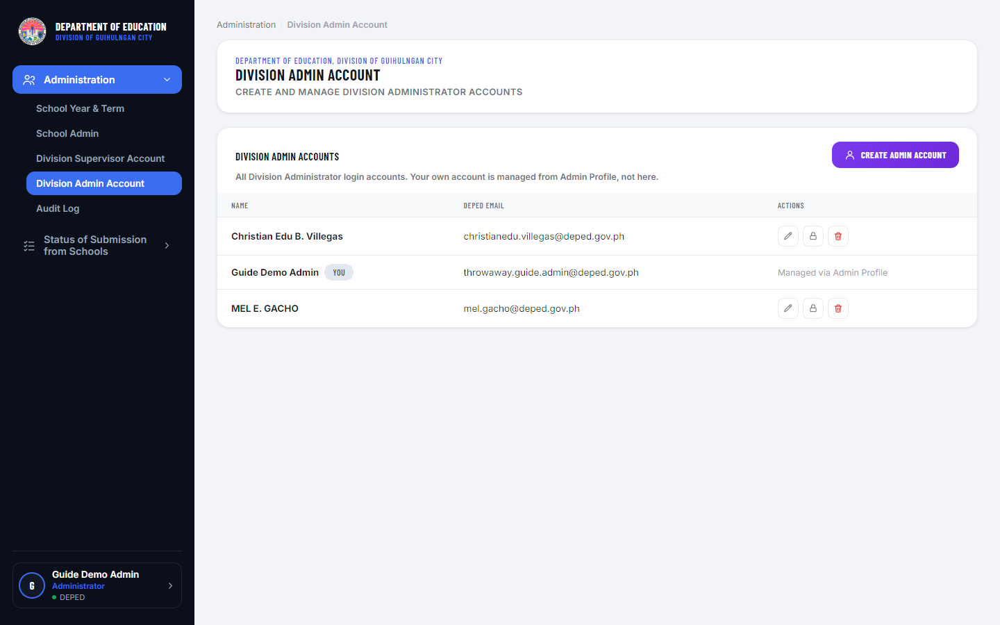 DEPARTMENT OF EDUCATION
DIVISION OF GUIHULNGAN CITY
Administration
School Year & Term
School Admin
Division Supervisor Account
Division Admin Account
Audit Log
Status of Submission
from Schools
G
Guide Demo Admin
Administrator
DEPED
Administration / Division Admin Account
DEPARTMENT OF EDUCATION, DIVISION OF GUIHULNGAN CITY
DIVISION ADMIN ACCOUNT
CREATE AND MANAGE DIVISION ADMINISTRATOR ACCOUNTS
DIVISION ADMIN ACCOUNTS
CREATE ADMIN ACCOUNT
All Division Administrator login accounts. Your own account is managed from Admin Profile, not here.
NAME DEPED EMAIL ACTIONS
Christian Edu B. Villegas christianedu.villegas@deped.gov.ph
Guide Demo Admin YOU throwaway.guide.admin@deped.gov.ph Managed via Admin Profile
MEL E. GACHO mel.gacho@deped.gov.ph